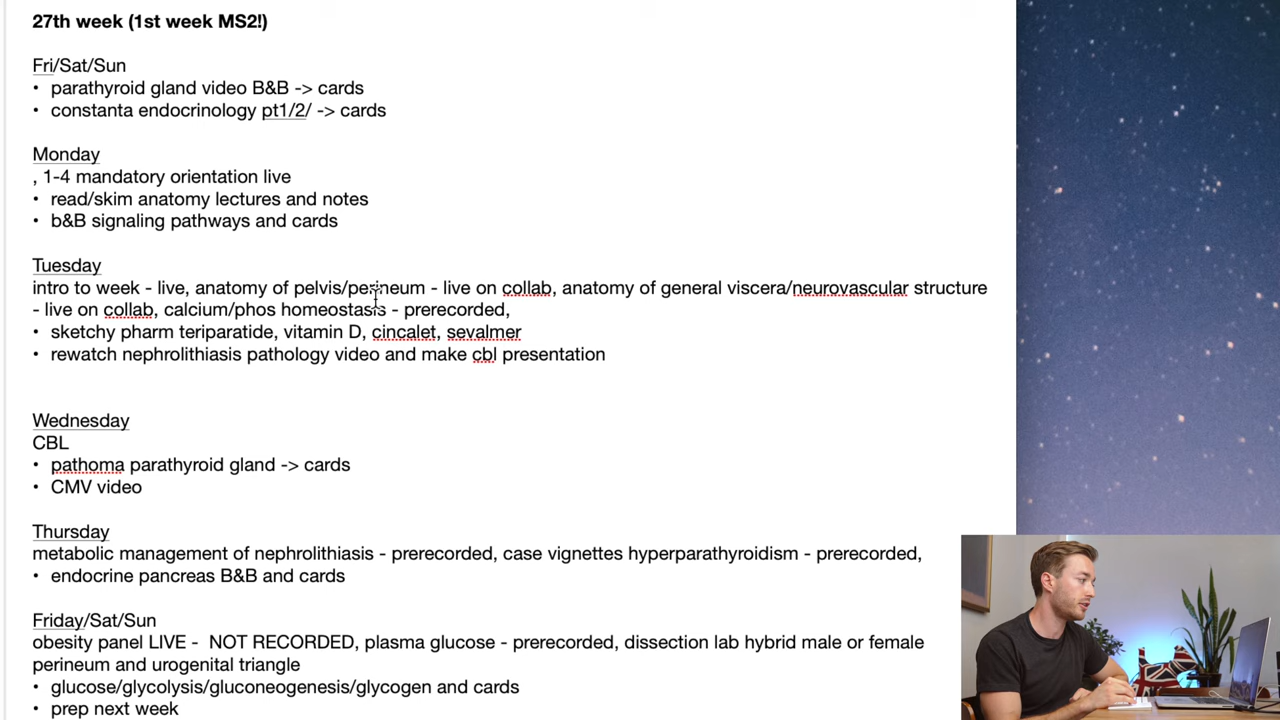 27th week (1st week MS2!)
Fri/Sat/Sun
• parathyroid gland video B&B -> cards
• constanta endocrinology pt1/2/ -> cards
Monday
, 1-4 mandatory orientation live
• read/skim anatomy lectures and notes
• b&B signaling pathways and cards
Tuesday
intro to week - live, anatomy of pelvis/perineum - live on collab, anatomy of general viscera/neurovascular structure
- live on collab, calcium/phos homeostasis - prerecorded,
• sketchy pharm teriparatide, vitamin D, cincalet, sevalmer
• rewatch nephrolithiasis pathology video and make cbl presentation
Wednesday
CBL
• pathoma parathyroid gland -> cards
• CMV video
Thursday
metabolic management of nephrolithiasis - prerecorded, case vignettes hyperparathyroidism - prerecorded,
• endocrine pancreas B&B and cards
Friday/Sat/Sun
obesity panel LIVE -  NOT RECORDED, plasma glucose - prerecorded, dissection lab hybrid male or female
perineum and urogenital triangle
• glucose/glycolysis/gluconeogenesis/glycogen and cards
• prep next week